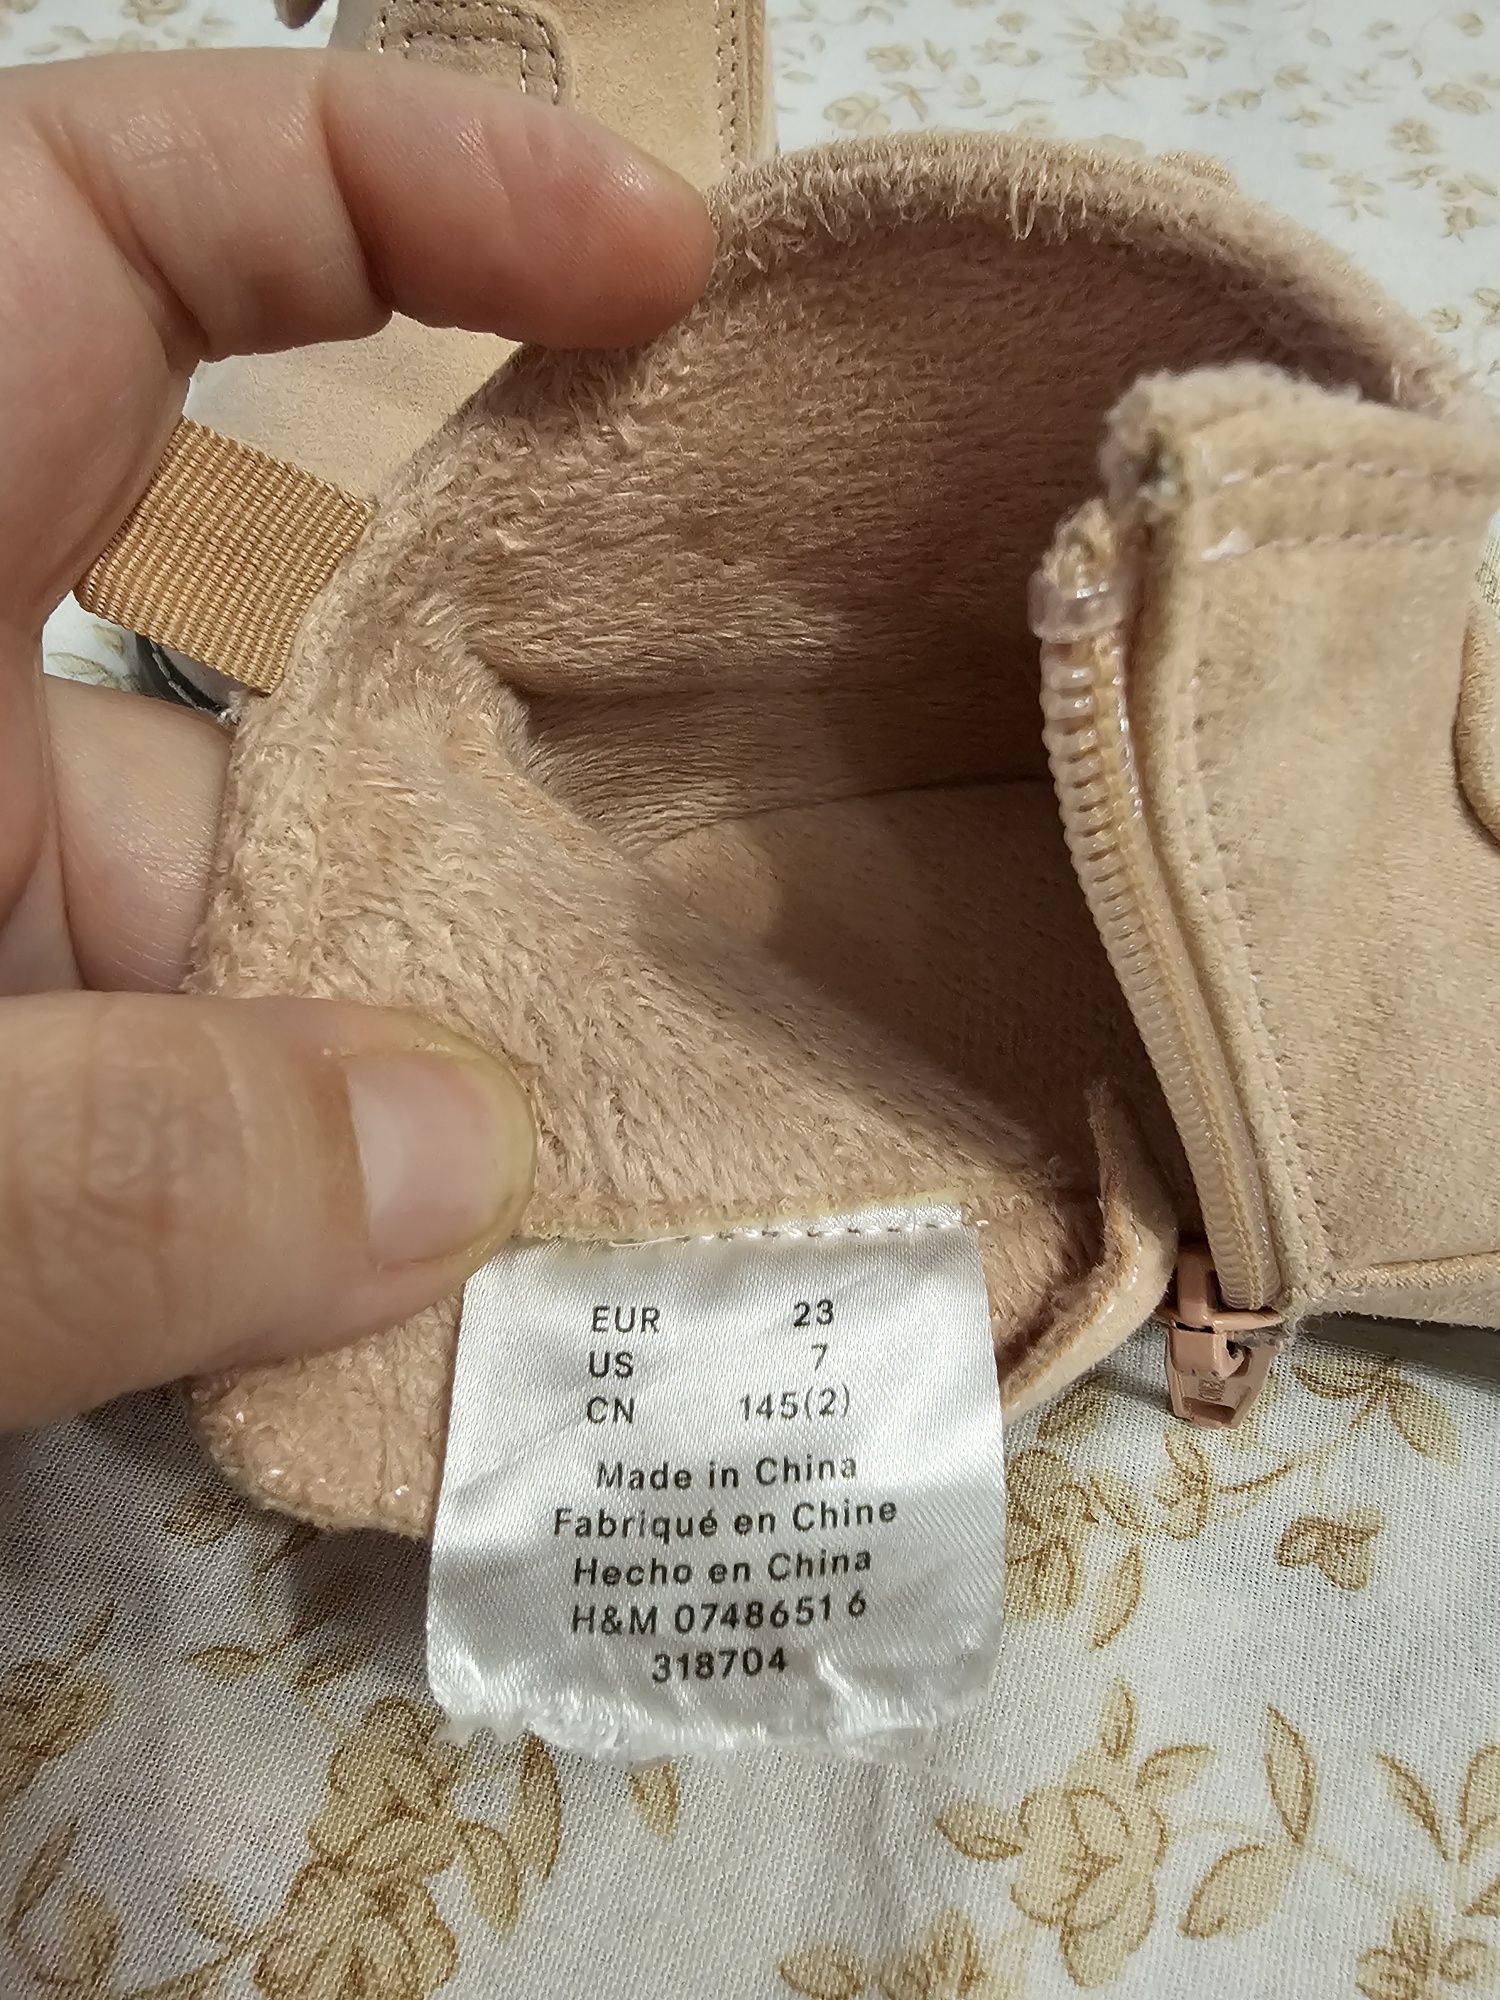 EUR 23
US 7
CN 145(2)
Made in China
Fabriqué en Chine
Hecho en China
H&M 0748651 6
318704